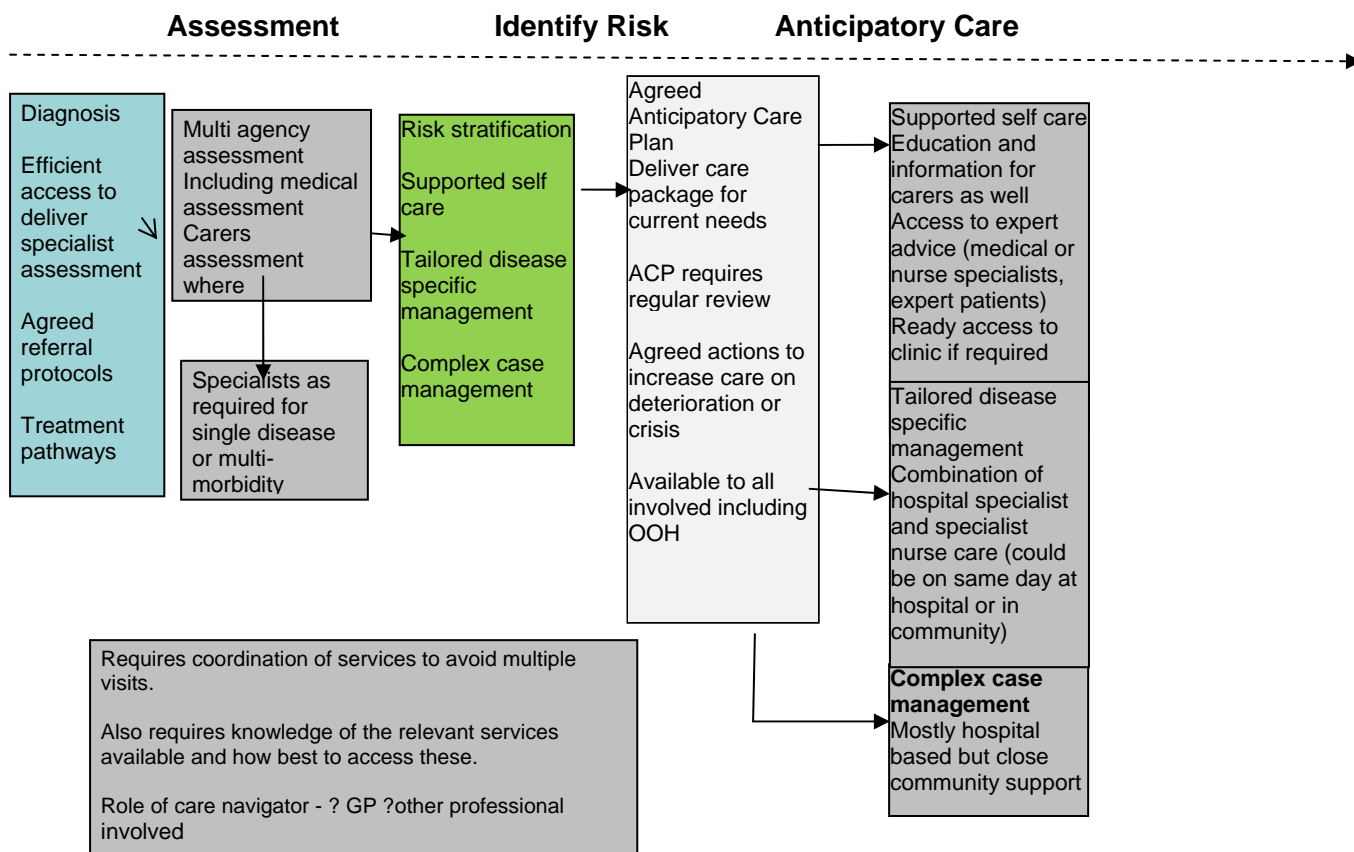 Assessment
Identify Risk
Anticipatory Care
Diagnosis
Efficient
access to
deliver
specialist
assessment
Agreed
referral
protocols
Treatment
pathways
Multi agency
assessment
Including medical
assessment
Carers
assessment
where
Specialists as
required for
single disease
or multi-
morbidity
Risk stratification
Supported self
care
Tailored disease
specific
management
Complex case
management
Agreed
Anticipatory Care
Plan
Deliver care
package for
current needs
ACP requires
regular review
Agreed actions to
increase care on
deterioration or
crisis
Available to all
involved including
OOH
Supported self care
Education and
information for
carers as well
Access to expert
advice (medical or
nurse specialists,
expert patients)
Ready access to
clinic if required
Tailored disease
specific
management
Combination of
hospital specialist
and specialist
nurse care (could
be on same day at
hospital or in
community)
Complex case
management
Mostly hospital
based but close
community support
Requires coordination of services to avoid multiple
visits.
Also requires knowledge of the relevant services
available and how best to access these.
Role of care navigator - ? GP ?other professional
involved